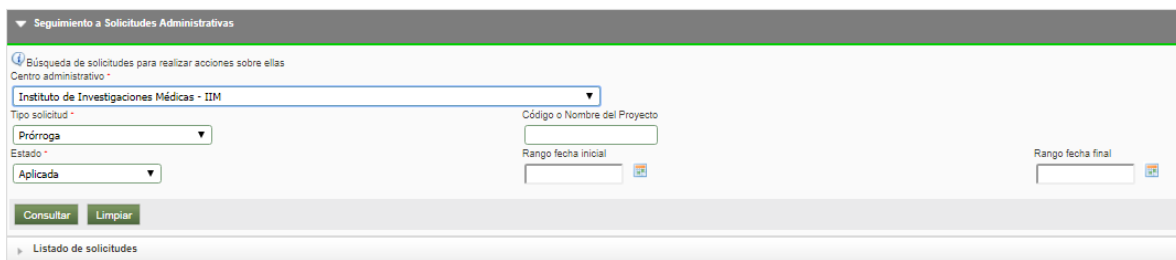 Seguimiento a Solicitudes Administrativas
Búsqueda de solicitudes para realizar acciones sobre ellas
Centro administrativo *
Instituto de Investigaciones Médicas - IIM
Tipo solicitud * Código o Nombre del Proyecto
Prórroga
Estado * Rango fecha inicial Rango fecha final
Aplicada
Consultar Limpiar
Listado de solicitudes